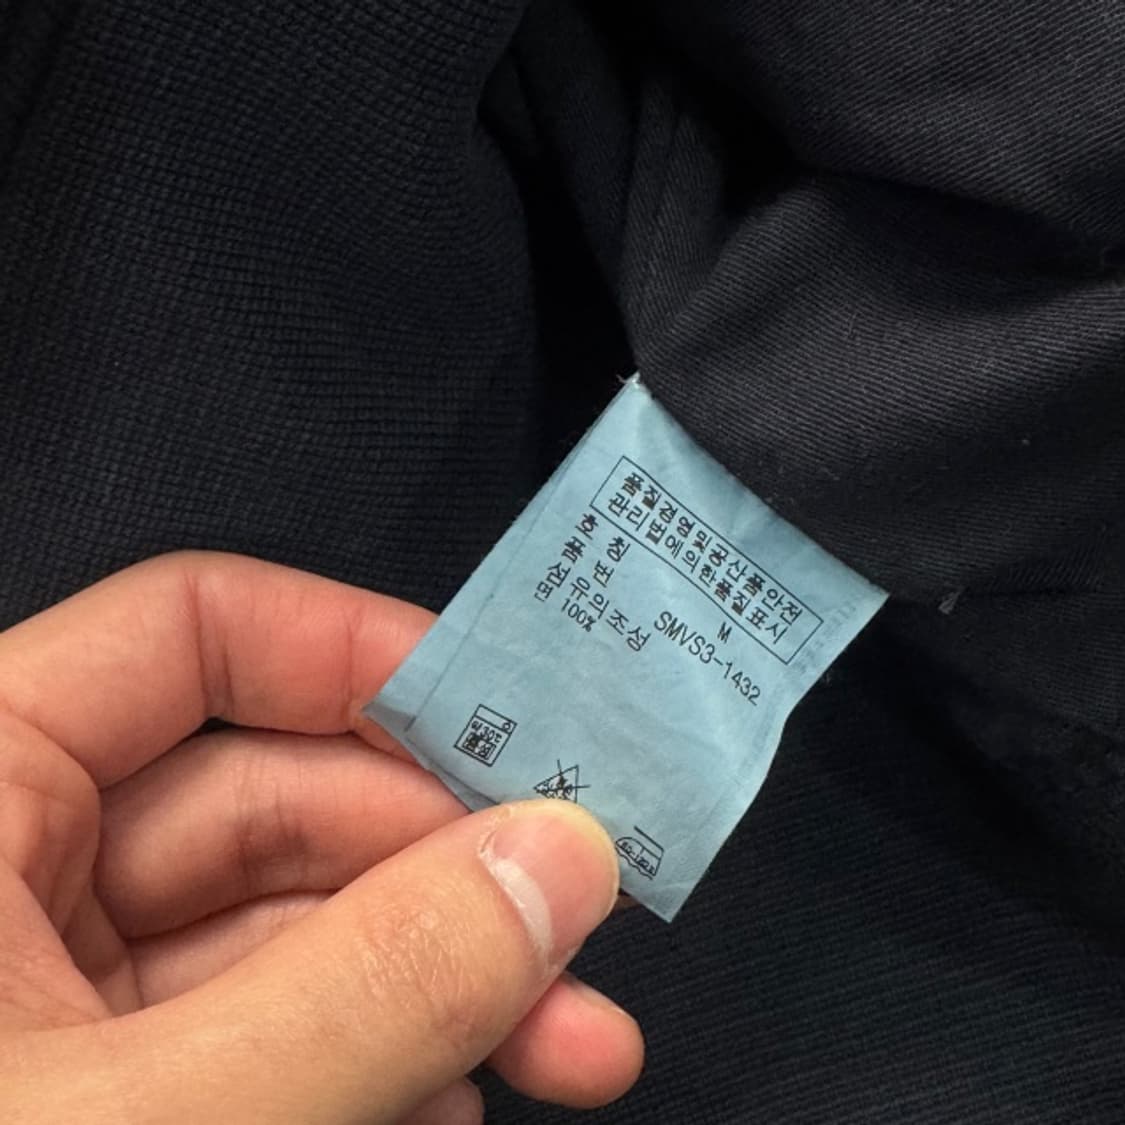 품질경영및공산품안전
관리법에의한품질표시
호 칭 M
품 번 SMVS3-1432
섬유의조성
면 100%